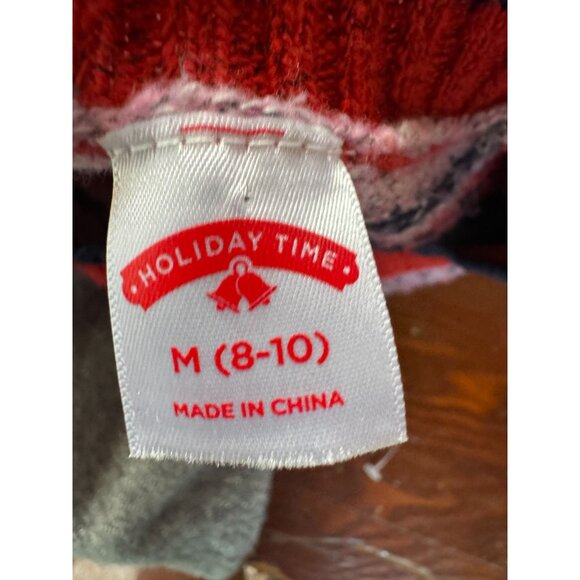 · HOLIDAY TIME ·
M (8-10)
MADE IN CHINA